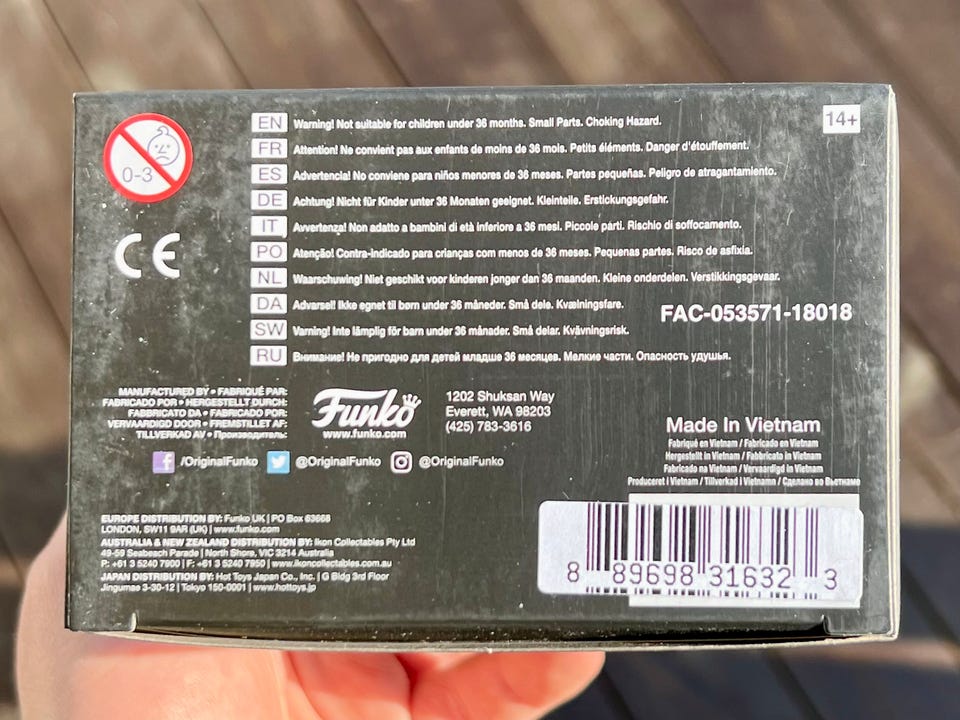 0-3
CE
EN Warning! Not suitable for children under 36 months. Small Parts. Choking Hazard.
FR Attention! Ne convient pas aux enfants de moins de 36 mois. Petits éléments. Danger d'étouffement.
ES Advertencia! No conviene para niños menores de 36 meses. Partes pequeñas. Peligro de atragantamiento.
DE Achtung! Nicht für Kinder unter 36 Monaten geeignet. Kleinteile. Erstickungsgefahr.
IT Avvertenza! Non adatto a bambini di età inferiore a 36 mesi. Piccole parti. Rischio di soffocamento.
PO Atenção! Contra-indicado para crianças com menos de 36 meses. Pequenas partes. Risco de asfixia.
NL Waarschuwing! Niet geschikt voor kinderen jonger dan 36 maanden. Kleine onderdelen. Verstikkingsgevaar.
DA Advarsel! Ikke egnet til børn under 36 måneder. Små dele. Kvælningsfare.
SW Varning! Inte lämplig för barn under 36 månader. Små delar. Kvävningsrisk.
RU Внимание! Не пригодно для детей младше 36 месяцев. Мелкие части. Опасность удушья.
14+
FAC-053571-18018
MANUFACTURED BY • FABRIQUÉ PAR:
FABRICADO POR • HERGESTELLT DURCH:
FABBRICATO DA • FABRICADO POR:
VERVAARDIGD DOOR • FREMSTILLET AF:
TILLVERKAD AV • Производитель:
Funko
www.funko.com
1202 Shuksan Way
Everett, WA 98203
(425) 783-3616
/OriginalFunko @OriginalFunko @OriginalFunko
Made In Vietnam
Fabriqué en Vietnam / Fabricado en Vietnam
Hergestellt in Vietnam / Fabbricato in Vietnam
Fabricado na Vietnam / Vervaardigd in Vietnam
Produceret i Vietnam / Tillverkad i Vietnam / Сделано во Вьетнаме
EUROPE DISTRIBUTION BY: Funko UK | PO Box 63668
LONDON, SW11 9AR (UK) | www.funko.com
AUSTRALIA & NEW ZEALAND DISTRIBUTION BY: Ikon Collectables Pty Ltd
49-59 Seabeach Parade | North Shore, VIC 3214 Australia
P: +61 3 5240 7900 | F: +61 3 5240 7950 | www.ikoncollectables.com.au
JAPAN DISTRIBUTION BY: Hot Toys Japan Co., Inc. | G Bldg 3rd Floor
Jingumae 3-30-12 | Tokyo 150-0001 | www.hottoys.jp
8 89698 31632 3